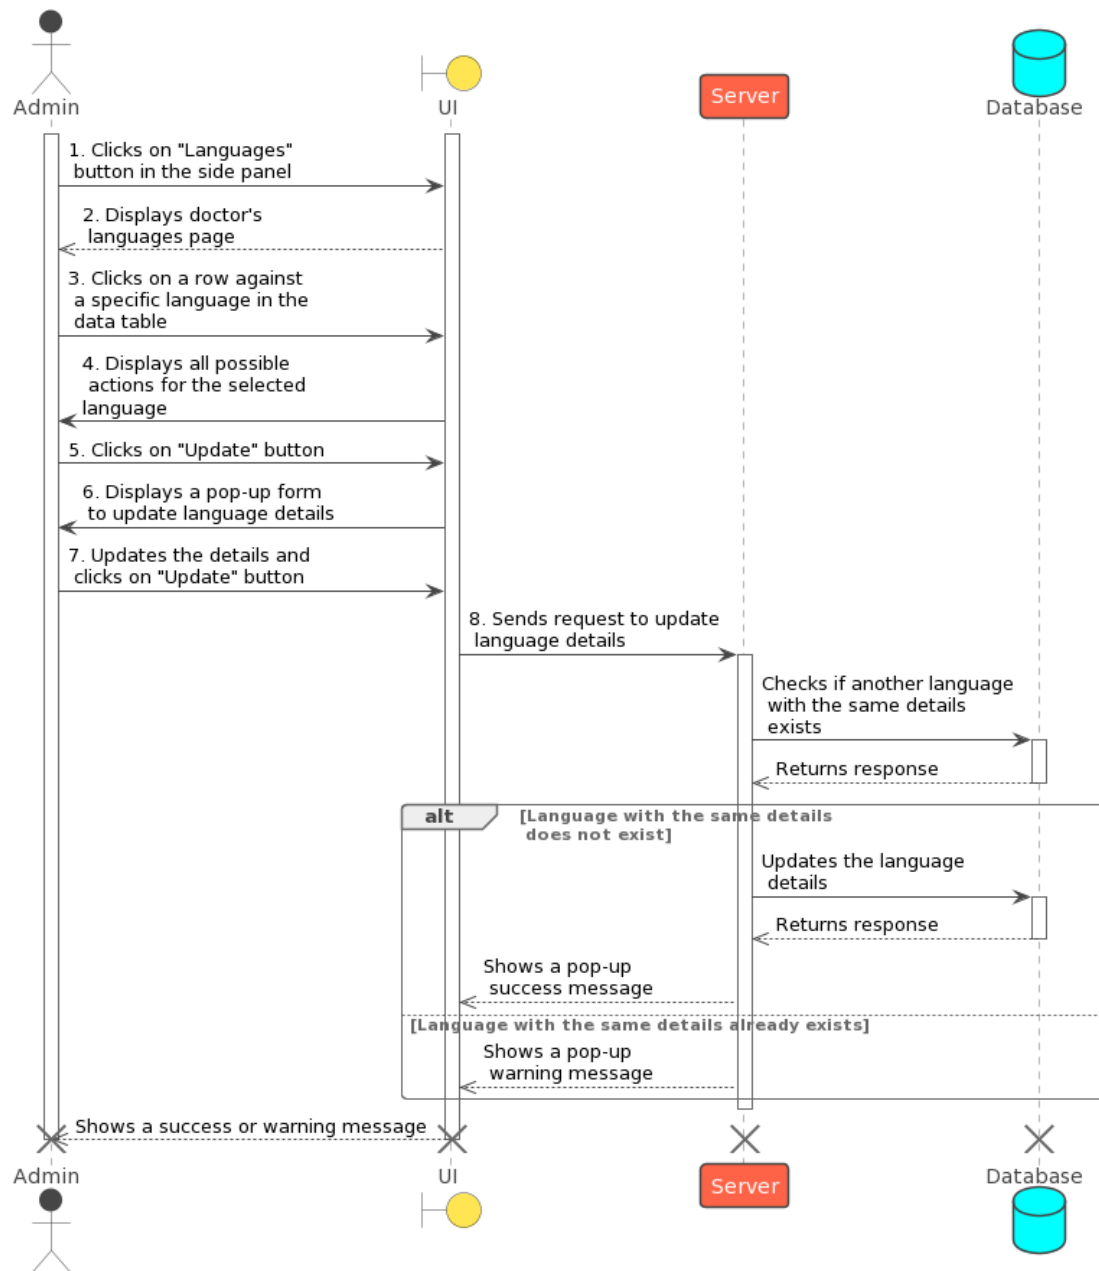 Admin
UI
Server
Database
1. Clicks on "Languages"
button in the side panel
2. Displays doctor's
languages page
3. Clicks on a row against
a specific language in the
data table
4. Displays all possible
actions for the selected
language
5. Clicks on "Update" button
6. Displays a pop-up form
to update language details
7. Updates the details and
clicks on "Update" button
8. Sends request to update
language details
Checks if another language
with the same details
exists
Returns response
alt
[Language with the same details
does not exist]
Updates the language
details
Returns response
Shows a pop-up
success message
[Language with the same details already exists]
Shows a pop-up
warning message
Shows a success or warning message
Admin
UI
Server
Database